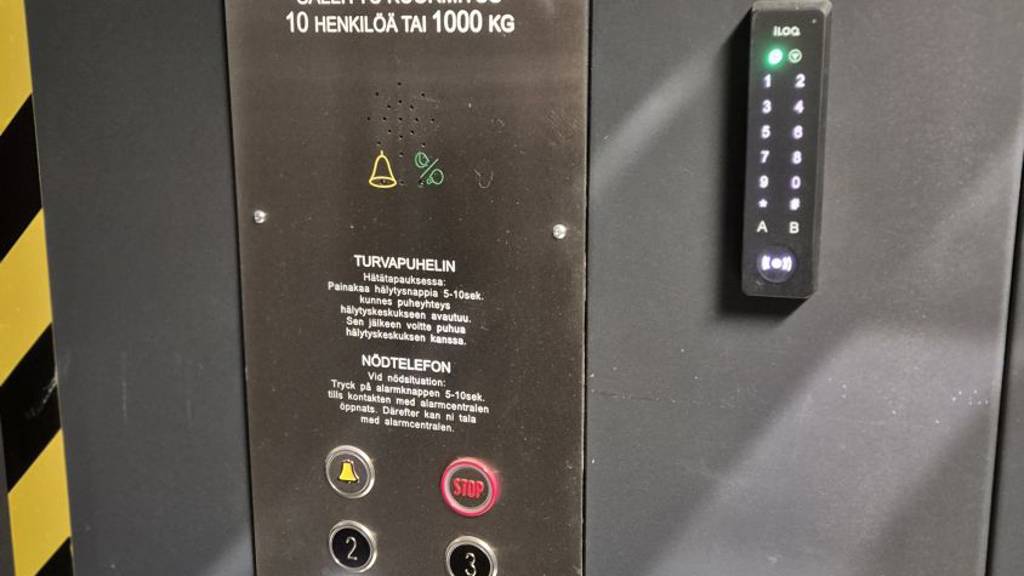 SALLITTU KUORMITUS
10 HENKILÖÄ TAI 1000 KG
TURVAPUHELIN
Hätätapauksessa:
Painakaa hälytysnappia 5-10sek.
kunnes puheyhteys
hälytyskeskukseen avautuu.
Sen jälkeen voitte puhua
hälytyskeskuksen kanssa.
NÖDTELEFON
Vid nödsituation:
Tryck på alarmknappen 5-10sek.
tills kontakten med alarmcentralen
öppnats. Därefter kan ni tala
med alarmcentralen.
STOP
2
3
iLOQ
1 2
3 4
5 6
7 8
9 0
* #
A B